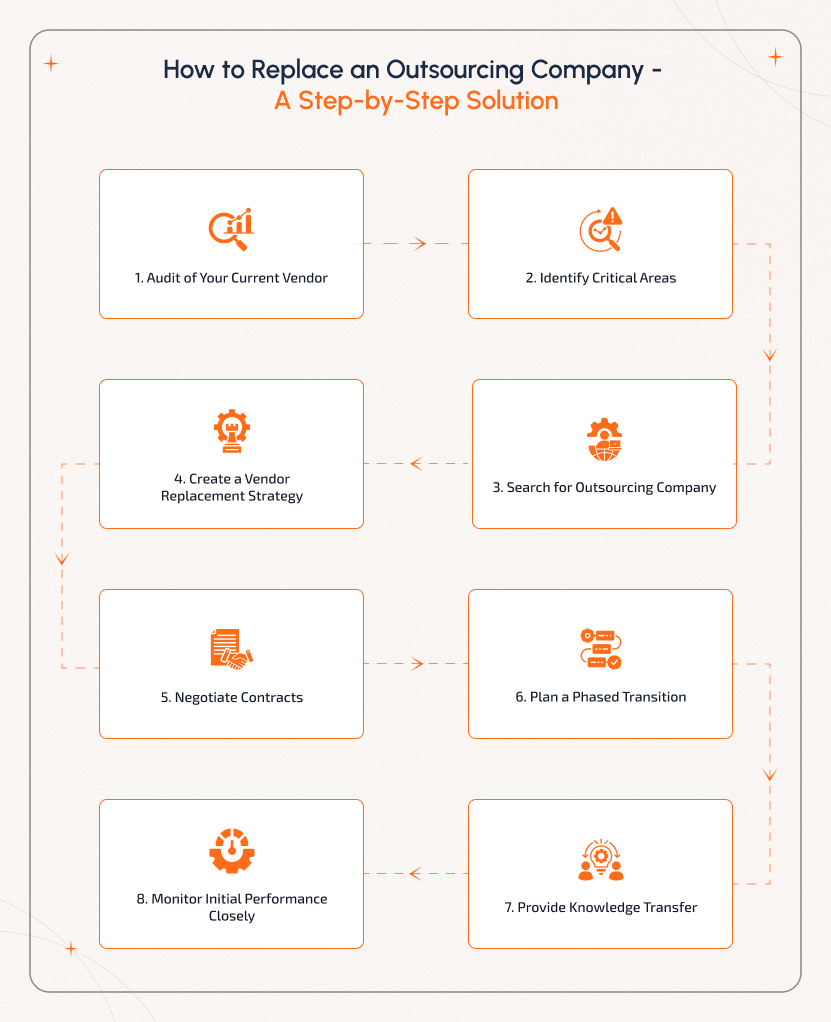 How to Replace an Outsourcing Company -
A Step-by-Step Solution
1. Audit of Your Current Vendor
2. Identify Critical Areas
3. Search for Outsourcing Company
4. Create a Vendor
Replacement Strategy
5. Negotiate Contracts
6. Plan a Phased Transition
7. Provide Knowledge Transfer
8. Monitor Initial Performance
Closely